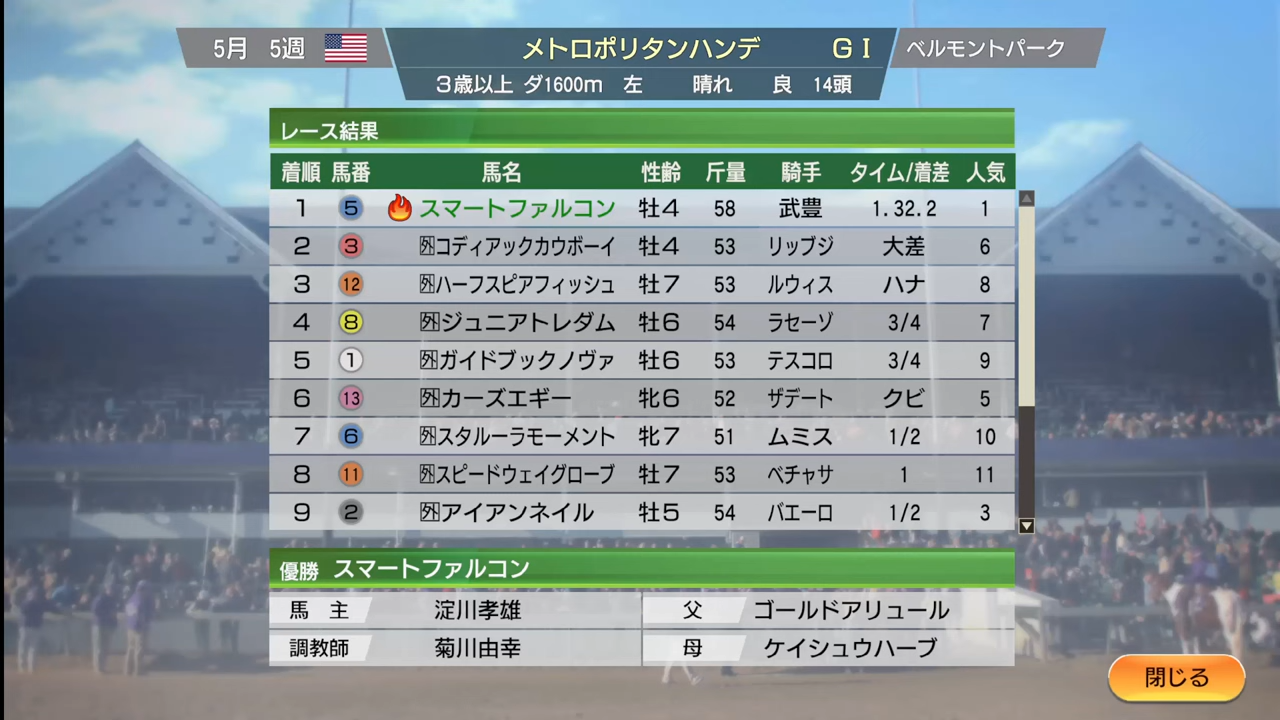 5月 5週 メトロポリタンハンデ GⅠ ベルモントパーク
3歳以上 ダ1600m 左 晴れ 良 14頭
レース結果
着順 馬番 馬名 性齢 斤量 騎手 タイム/着差 人気
1 5 スマートファルコン 牡4 58 武豊 1.32.2 1
2 3 外コディアックカウボーイ 牡4 53 リップジ 大差 6
3 12 外ハーフスピアフィッシュ 牡7 53 ルウィス ハナ 8
4 8 外ジュニアトレダム 牡6 54 ラセーゾ 3/4 7
5 1 外ガイドブックノヴァ 牡6 53 テスコロ 3/4 9
6 13 外カーズエギー 牝6 52 ザデート クビ 5
7 6 外スタルーラモーメント 牝7 51 ムミス 1/2 10
8 11 外スピードウェイグローブ 牡7 53 ベチャサ 1 11
9 2 外アイアンネイル 牡5 54 バエーロ 1/2 3
優勝 スマートファルコン
馬主 淀川孝雄 父 ゴールドアリュール
調教師 菊川由幸 母 ケイシュウハーブ
閉じる